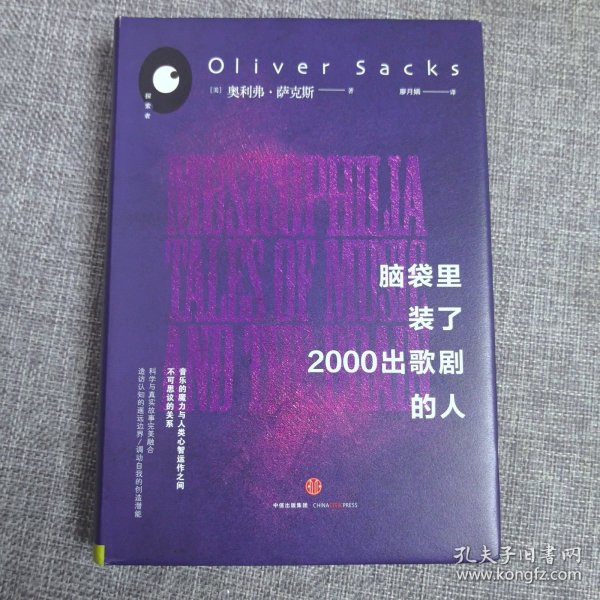 Oliver Sacks
[美] 奥利弗·萨克斯 —— 著 廖月娟 —— 译
探索者
MUSICOPHILIA
TALES OF MUSIC
AND THE BRAIN
脑袋里
装了
2000出歌剧
的人
音乐的魔力与人类心智运作之间
不可思议的关系
科学与真实故事完美融合
造访认知的遥远边界/调动自我的创造潜能
中信出版集团 CHINACITICPRESS
孔夫子旧书网
www.kongfz.com